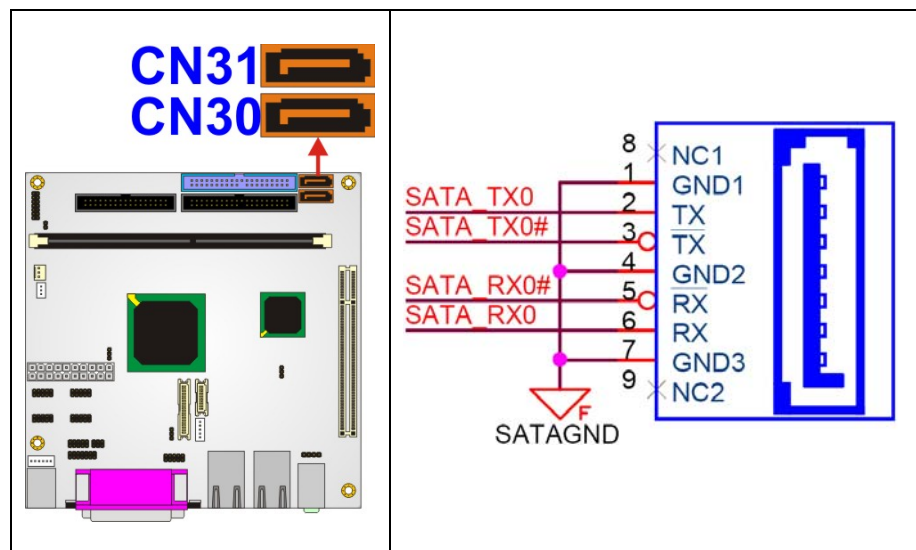 CN31
CN30
8 NC1
1 GND1
SATA_TX0 2 TX
SATA_TX0# 3 TX
4 GND2
SATA_RX0# 5 RX
SATA_RX0 6 RX
7 GND3
9 NC2
F
SATAGND